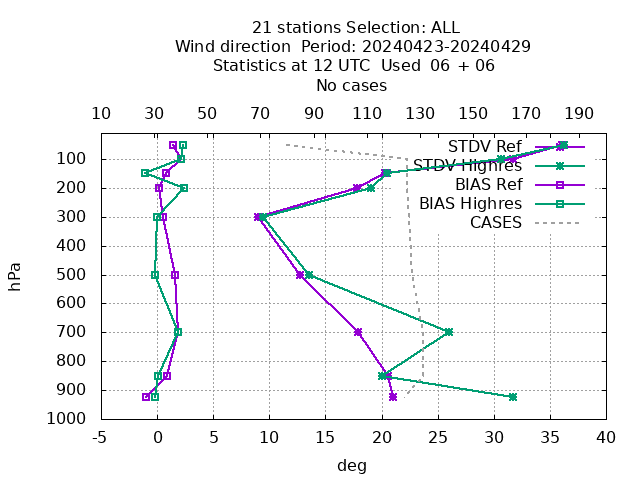 21 stations Selection: ALL
Wind direction  Period: 20240423-20240429
Statistics at 12 UTC  Used  06 + 06
No cases
10 30 50 70 90 110 130 150 170 190
STDV Ref
100 STDV Highres
BIAS Ref
200
BIAS Highres
300 CASES
400
hPa
500
600
700
800
900
1000
-5 0 5 10 15 20 25 30 35 40
deg